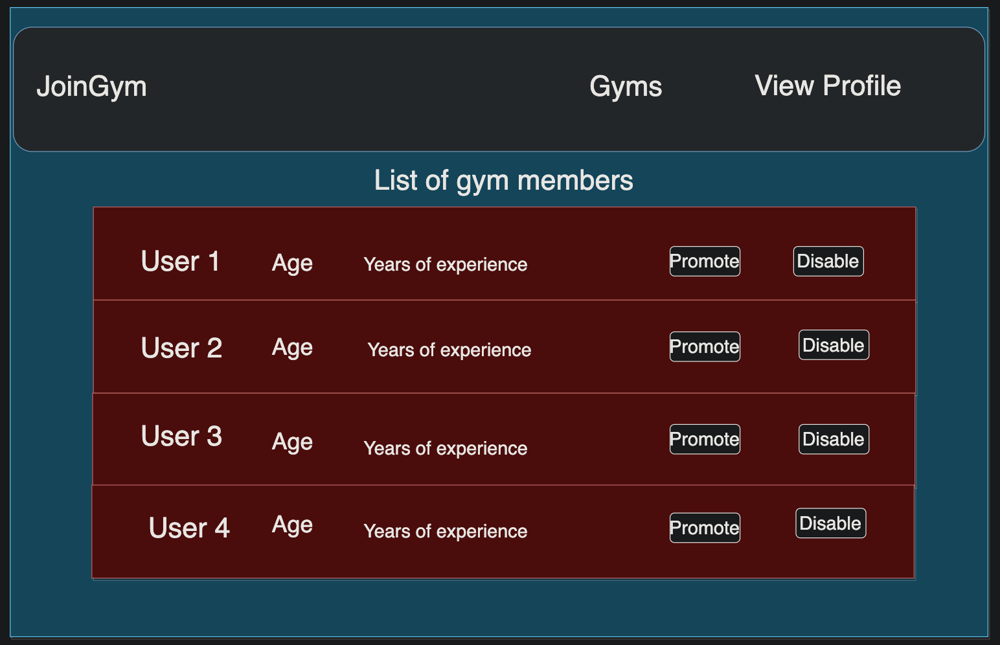 JoinGym Gyms View Profile
List of gym members
User 1 Age Years of experience Promote Disable
User 2 Age Years of experience Promote Disable
User 3 Age Years of experience Promote Disable
User 4 Age Years of experience Promote Disable